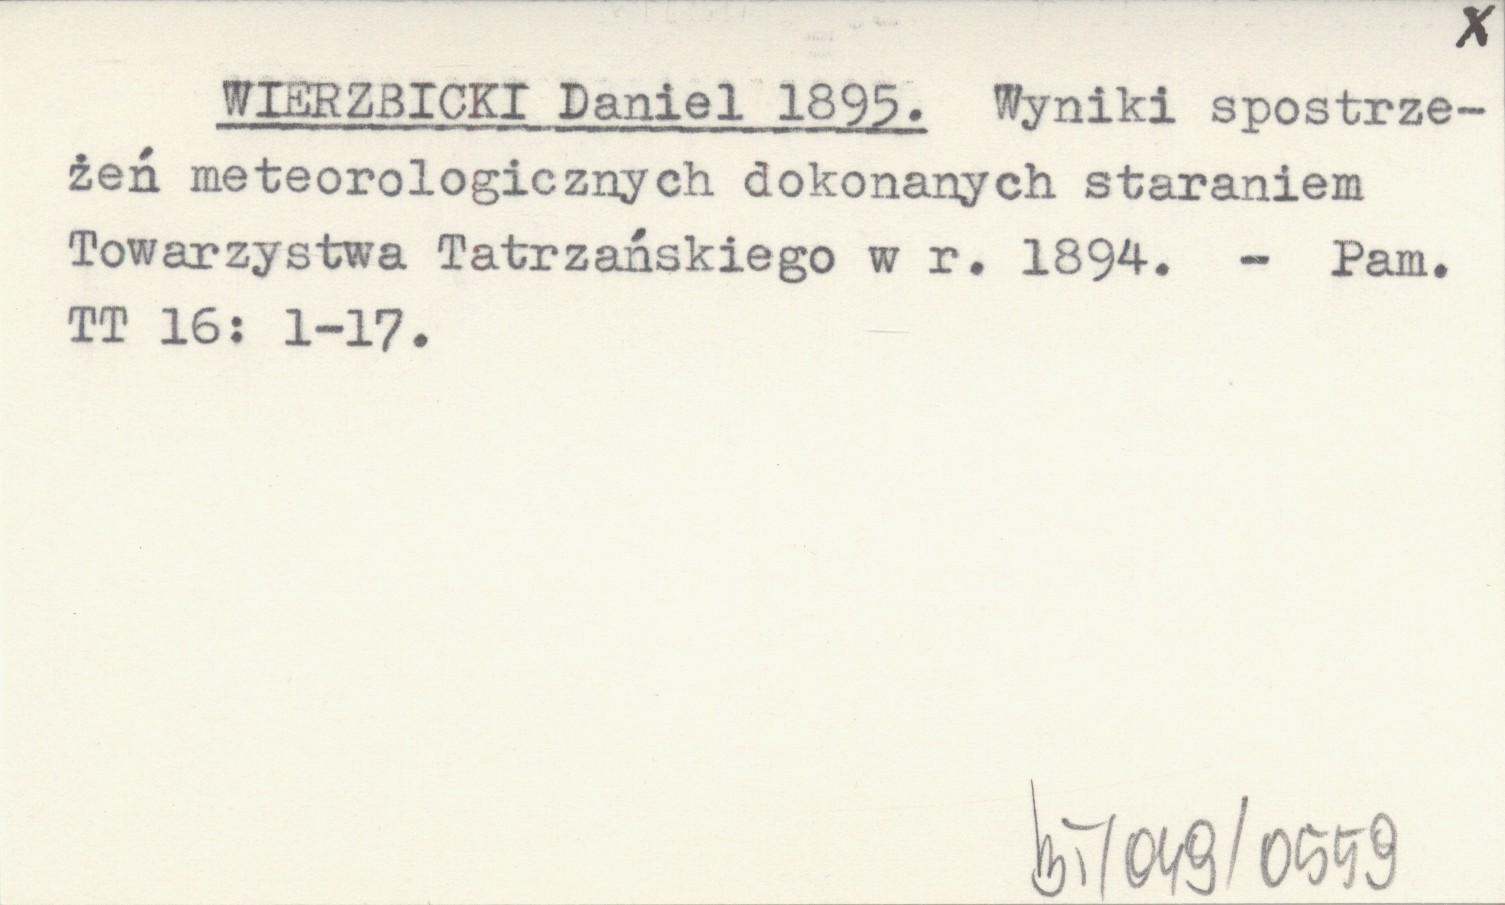 X
WIERZBICKI Daniel 1895. Wyniki spostrze-
żeń meteorologicznych dokonanych staraniem
Towarzystwa Tatrzańskiego w r. 1894. - Pam.
TT 16: 1-17.
BT/049/0559